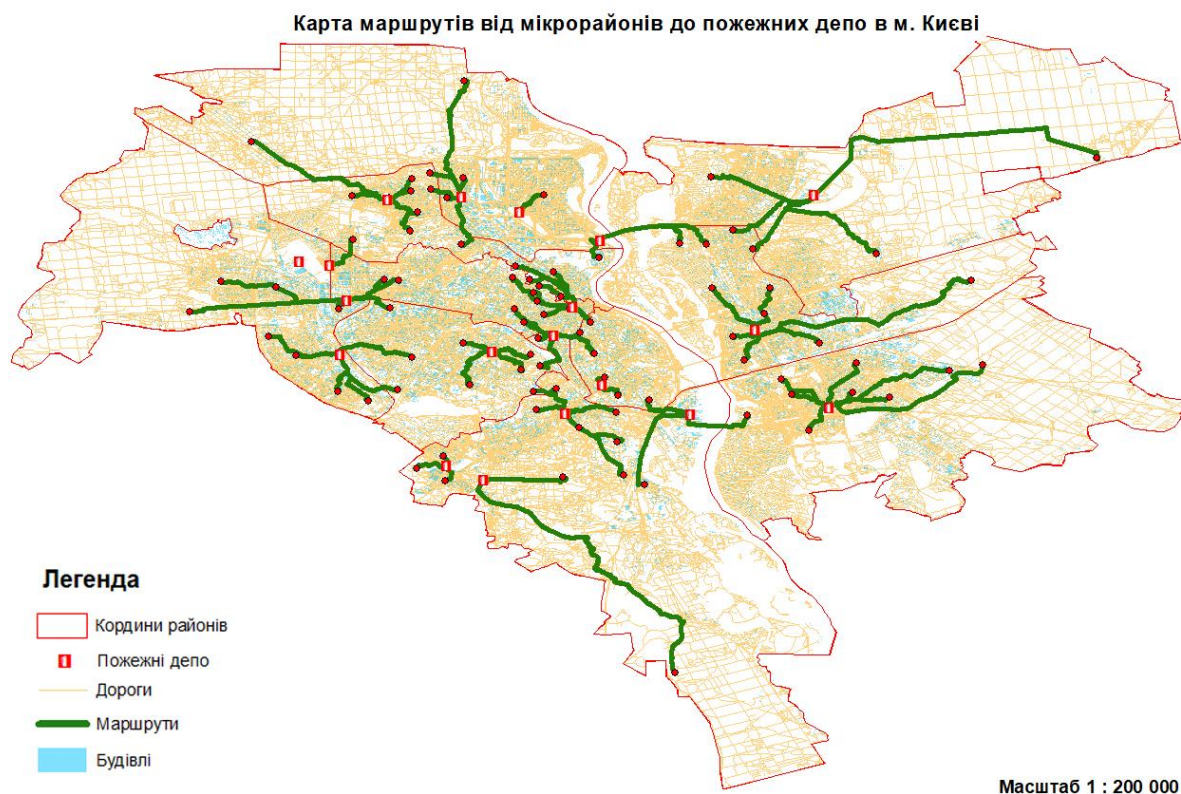 Карта маршрутів від мікрорайонів до пожежних депо в м. Києві
Легенда
Кордини районів
Пожежні депо
Дороги
Маршрути
Будівлі
Масштаб 1 : 200 000